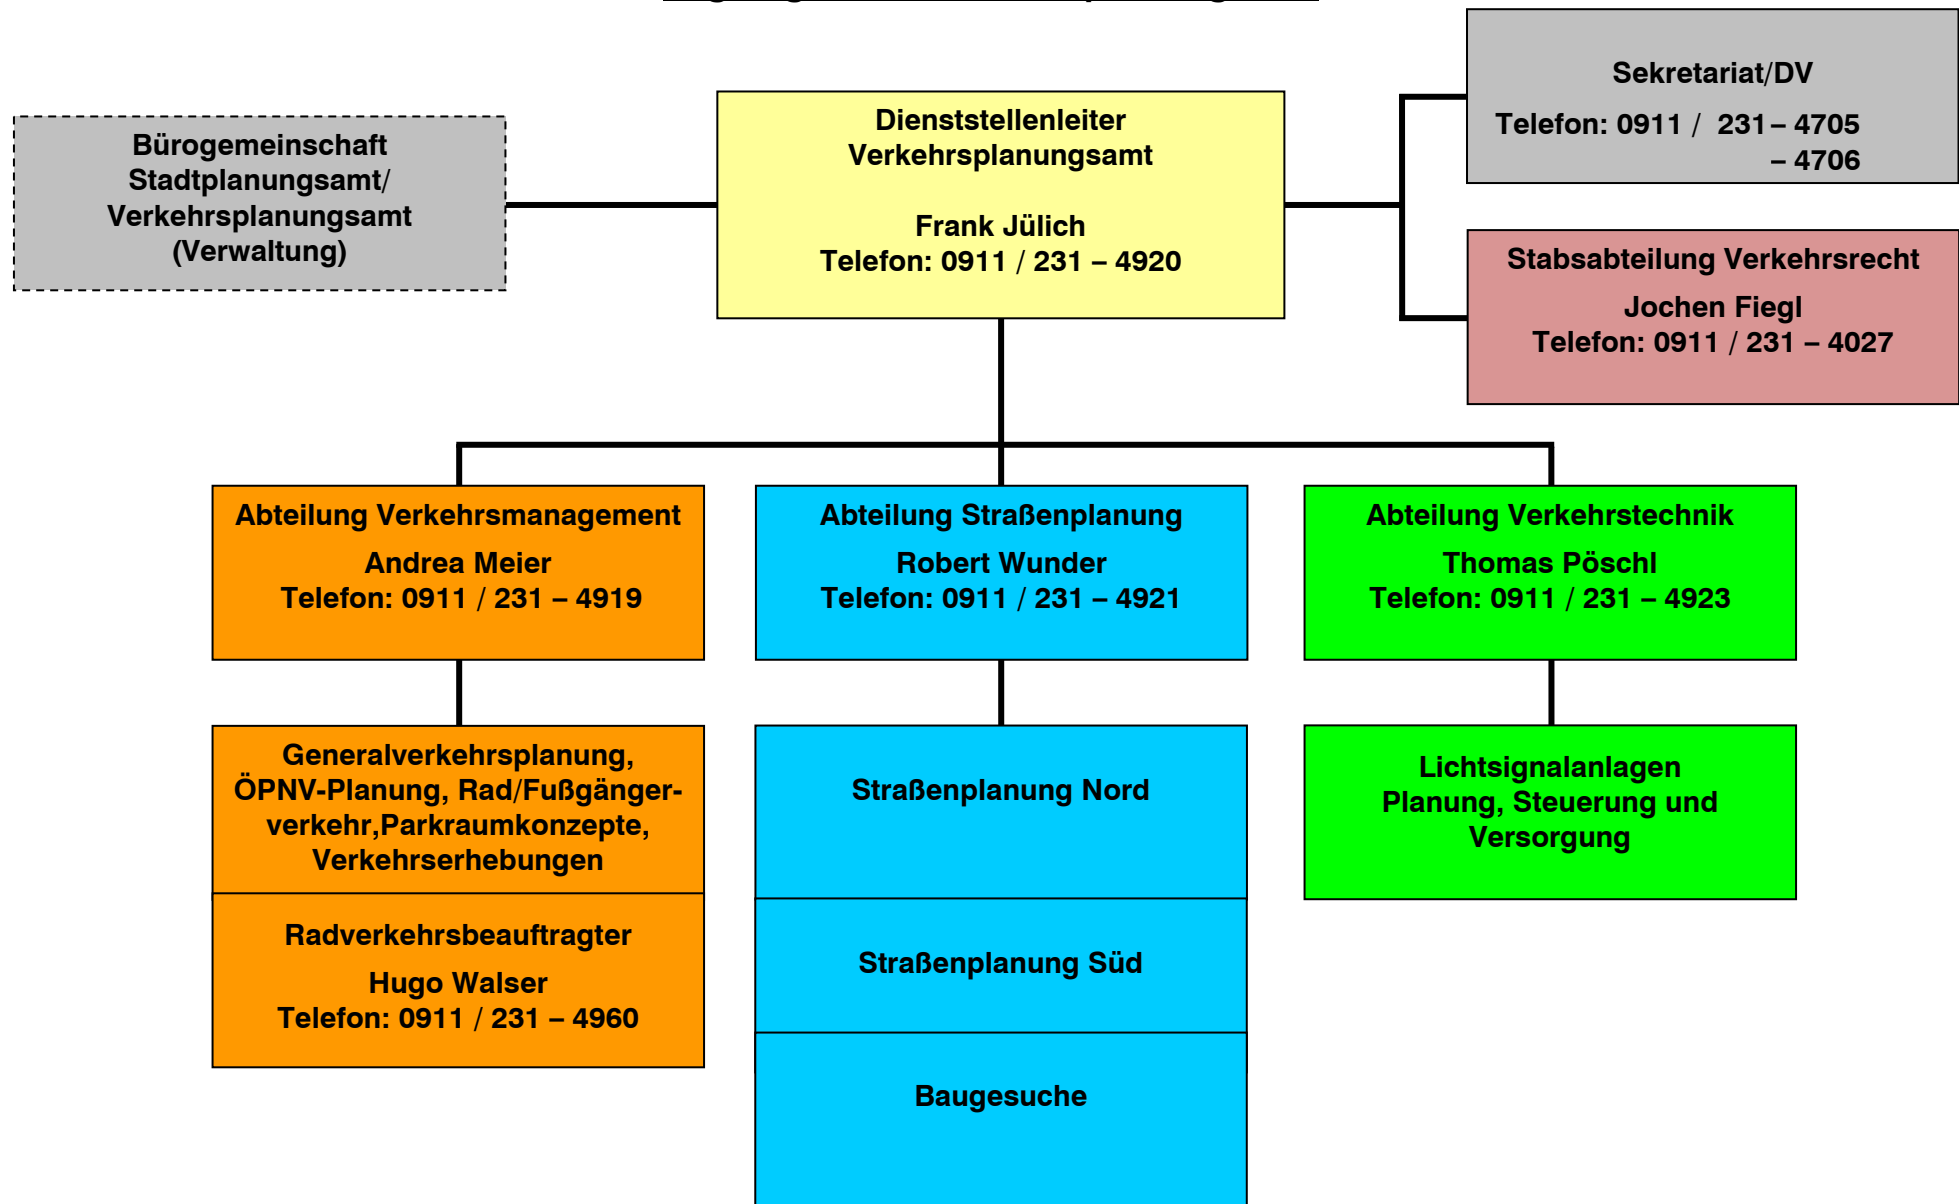 Bürogemeinschaft
Stadtplanungsamt/
Verkehrsplanungsamt
(Verwaltung)
Dienststellenleiter
Verkehrsplanungsamt
Frank Jülich
Telefon: 0911 / 231 – 4920
Sekretariat/DV
Telefon: 0911 / 231 – 4705
– 4706
Stabsabteilung Verkehrsrecht
Jochen Fiegl
Telefon: 0911 / 231 – 4027
Abteilung Verkehrsmanagement
Andrea Meier
Telefon: 0911 / 231 – 4919
Generalverkehrsplanung,
ÖPNV-Planung, Rad/Fußgänger-
verkehr,Parkraumkonzepte,
Verkehrserhebungen
Radverkehrsbeauftragter
Hugo Walser
Telefon: 0911 / 231 – 4960
Abteilung Straßenplanung
Robert Wunder
Telefon: 0911 / 231 – 4921
Straßenplanung Nord
Straßenplanung Süd
Baugesuche
Abteilung Verkehrstechnik
Thomas Pöschl
Telefon: 0911 / 231 – 4923
Lichtsignalanlagen
Planung, Steuerung und
Versorgung